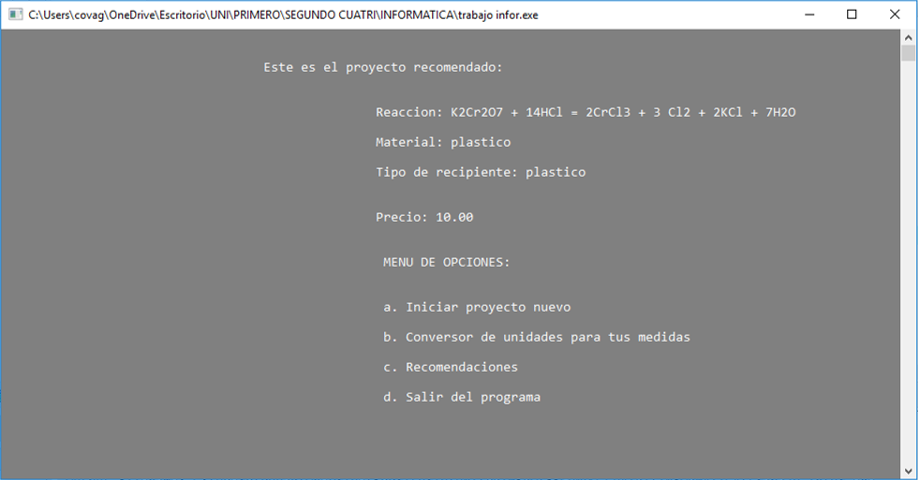 C:\Users\covag\OneDrive\Escritorio\UNI\PRIMERO\SEGUNDO CUATRI\INFORMATICA\trabajo infor.exe
Este es el proyecto recomendado:
Reaccion: K2Cr2O7 + 14HCl = 2CrCl3 + 3 Cl2 + 2KCl + 7H2O
Material: plastico
Tipo de recipiente: plastico
Precio: 10.00
MENU DE OPCIONES:
a. Iniciar proyecto nuevo
b. Conversor de unidades para tus medidas
c. Recomendaciones
d. Salir del programa